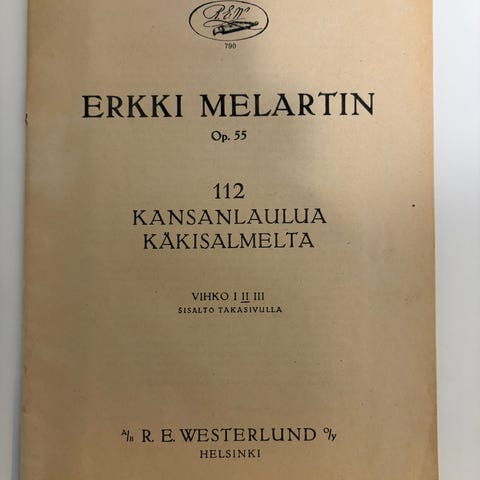 R.E.W.
790
ERKKI MELARTIN
Op. 55
112
KANSANLAULUA
KÄKISALMELTA
VIHKO I II III
SISÄLTÖ TAKASIVULLA
A/B R. E. WESTERLUND O/Y
HELSINKI